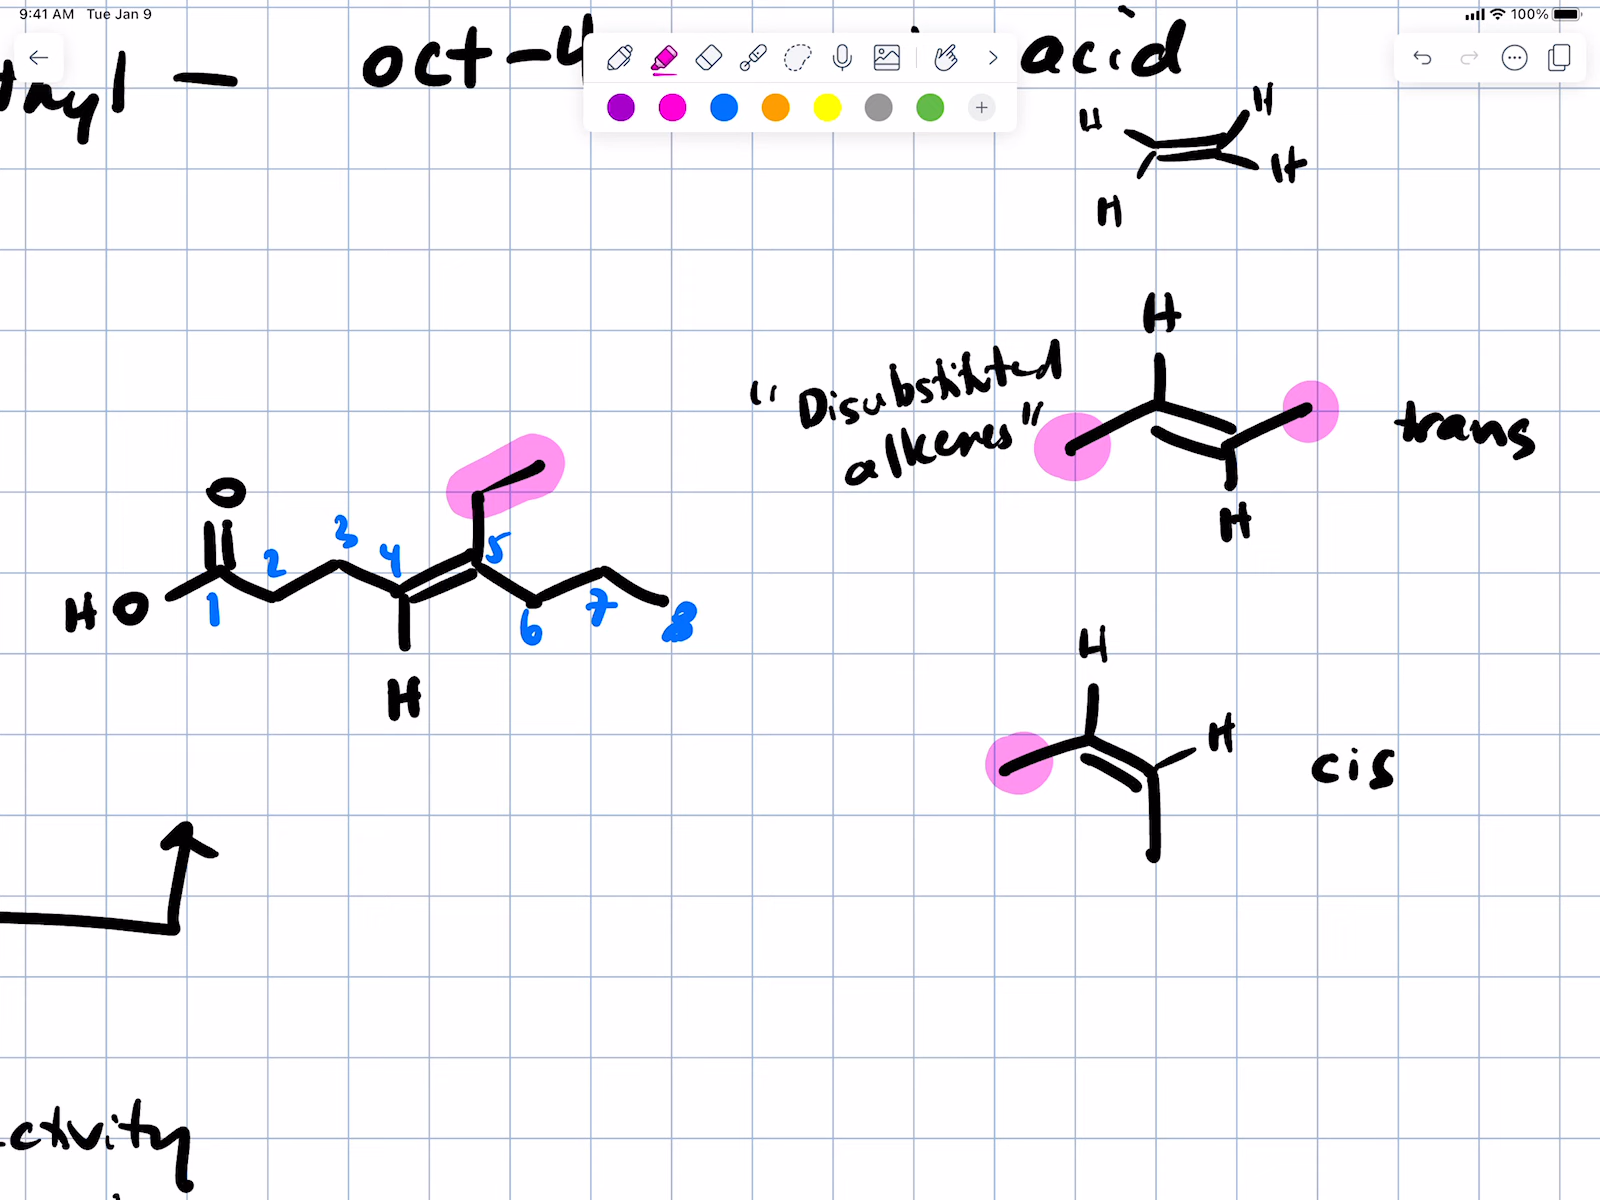 9:41 AM Tue Jan 9
100%
oct-4
acid
H
H
H
H
H
"Disubstituted
alkenes"
trans
H
O
3
4
5
2
1
HO
6
7
8
H
H
H
cis
ctivity